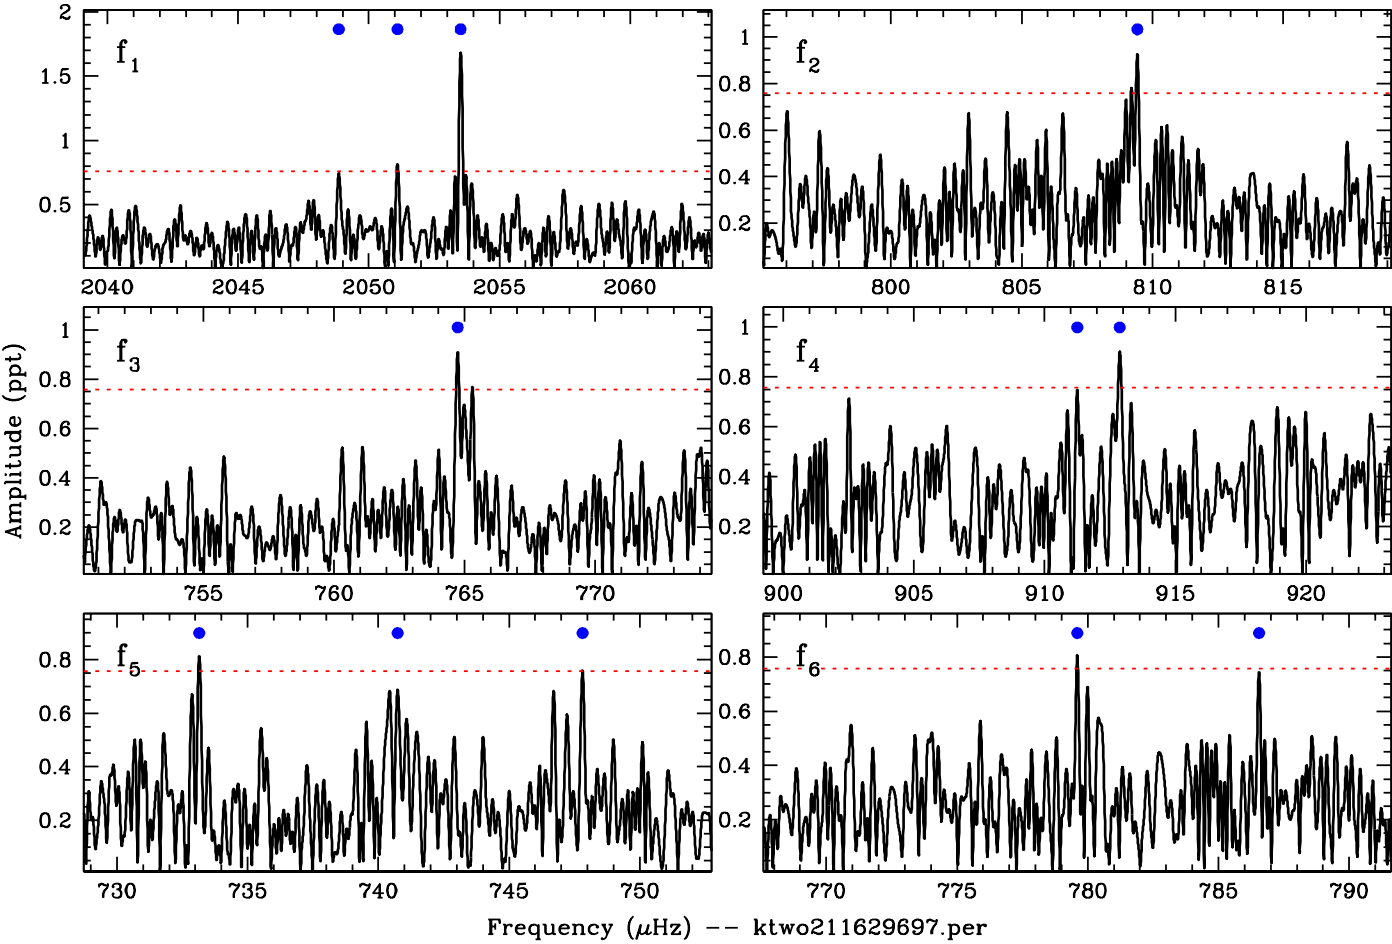 2
1.5
1
0.5
f1
2040 2045 2050 2055 2060
1
0.8
0.6
0.4
0.2
f2
800 805 810 815
1
0.8
0.6
0.4
0.2
f3
755 760 765 770
1
0.8
0.6
0.4
0.2
f4
900 905 910 915 920
0.8
0.6
0.4
0.2
f5
730 735 740 745 750
0.8
0.6
0.4
0.2
f6
770 775 780 785 790
Amplitude (ppt)
Frequency (μHz) -- ktwo211629697.per